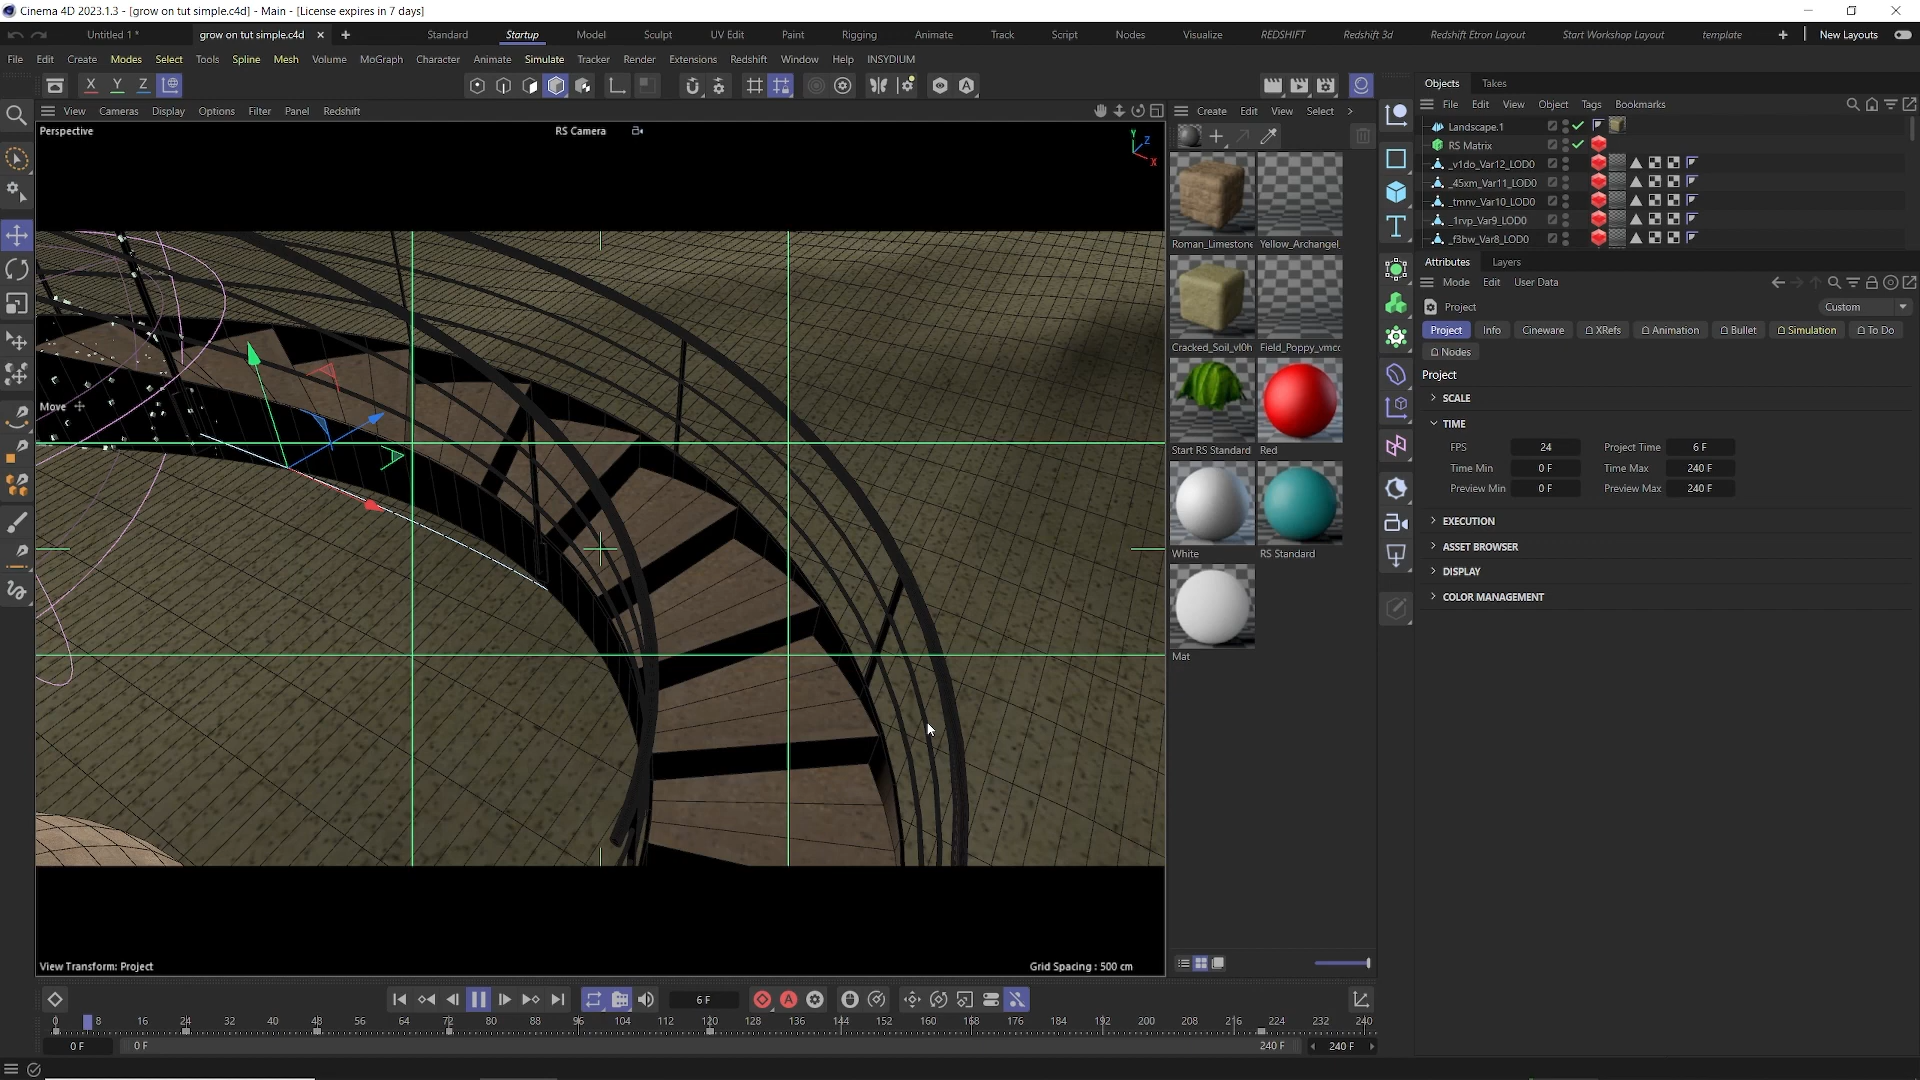 Cinema 4D 2023.1.3 - [grow on tut simple.c4d] - Main - [License expires in 7 days]
Untitled 1 * grow on tut simple.c4d Standard Startup Model Sculpt UV Edit Paint Rigging Animate Track Script Nodes Visualize REDSHIFT Redshift 3d Redshift Etron Layout Start Workshop Layout template New Layouts
File Edit Create Modes Select Tools Spline Mesh Volume MoGraph Character Animate Simulate Tracker Render Extensions Redshift Window Help INSYDIUM
X Y Z
View Cameras Display Options Filter Panel Redshift
Perspective RS Camera
Y Z X
Move
View Transform: Project Grid Spacing : 500 cm
Create Edit View Select
Roman_Limestone Yellow_Archangel_
Cracked_Soil_vl0h Field_Poppy_vmcc
Start RS Standard Red
White RS Standard
Mat
Objects Takes
File Edit View Object Tags Bookmarks
Landscape.1
RS Matrix
_v1do_Var12_LOD0
_45xm_Var11_LOD0
_tmnv_Var10_LOD0
_1rvp_Var9_LOD0
_f3bw_Var8_LOD0
Attributes Layers
Mode Edit User Data
Project Custom
Project Info Cineware XRefs Animation Bullet Simulation To Do
Nodes
Project
SCALE
TIME
FPS 24 Project Time 6 F
Time Min 0 F Time Max 240 F
Preview Min 0 F Preview Max 240 F
EXECUTION
ASSET BROWSER
DISPLAY
COLOR MANAGEMENT
6 F
0 8 16 24 32 40 48 56 64 72 80 88 96 104 112 120 128 136 144 152 160 168 176 184 192 200 208 216 224 232 240
0 F 0 F 240 F 240 F